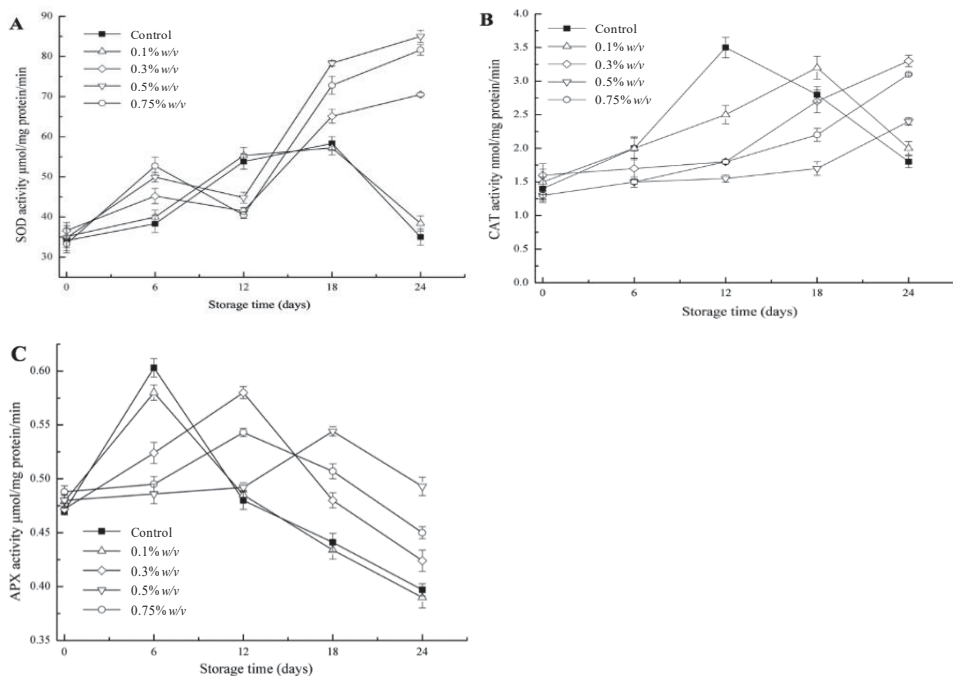 A
90
80
70
60
50
40
30
SOD activity μmol/mg protein/min
Control
0.1% w/v
0.3% w/v
0.5% w/v
0.75% w/v
0 6 12 18 24
Storage time (days)
B
4.0
3.5
3.0
2.5
2.0
1.5
1.0
0.5
0.0
CAT activity nmol/mg protein/min
Control
0.1% w/v
0.3% w/v
0.5% w/v
0.75% w/v
0 6 12 18 24
Storage time (days)
C
0.60
0.55
0.50
0.45
0.40
0.35
APX activity μmol/mg protein/min
Control
0.1% w/v
0.3% w/v
0.5% w/v
0.75% w/v
0 6 12 18 24
Storage time (days)